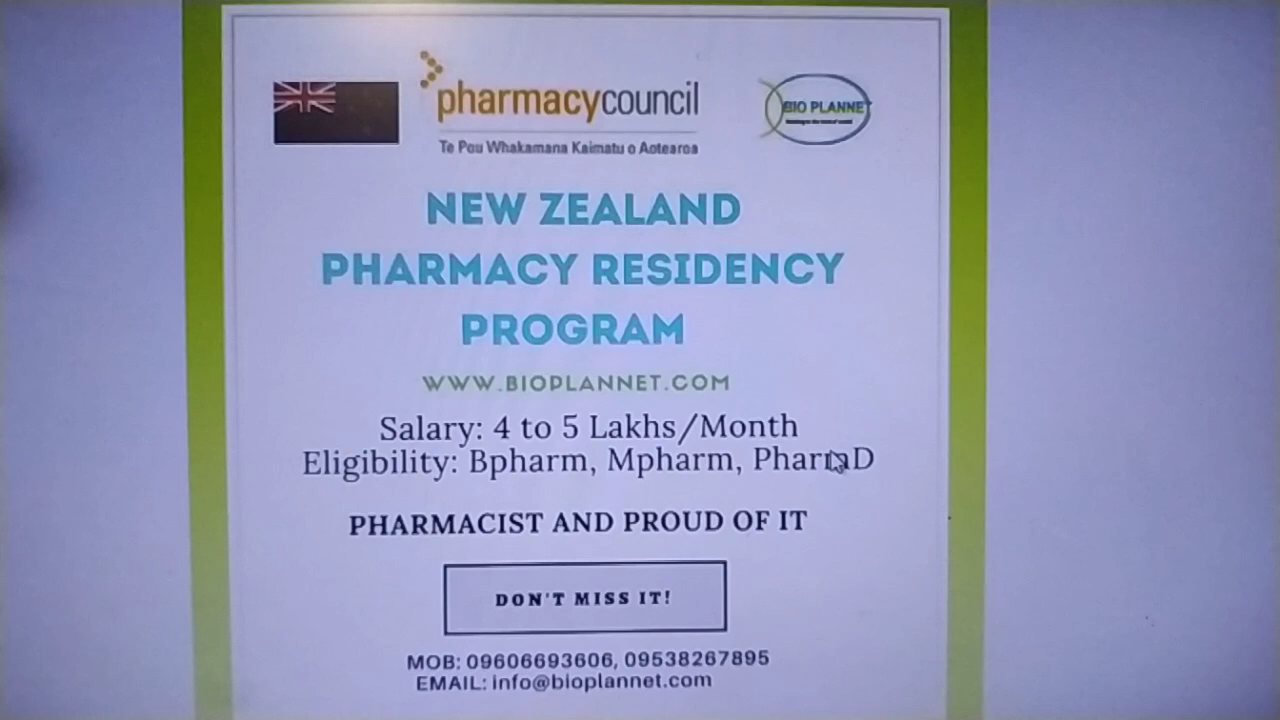 pharmacycouncil
Te Pou Whakamana Kaimatu o Aotearoa
BIO PLANNET
NEW ZEALAND
PHARMACY RESIDENCY
PROGRAM
WWW.BIOPLANNET.COM
Salary: 4 to 5 Lakhs/Month
Eligibility: Bpharm, Mpharm, PharmD
PHARMACIST AND PROUD OF IT
DON'T MISS IT!
MOB: 09606693606, 09538267895
EMAIL: info@bioplannet.com